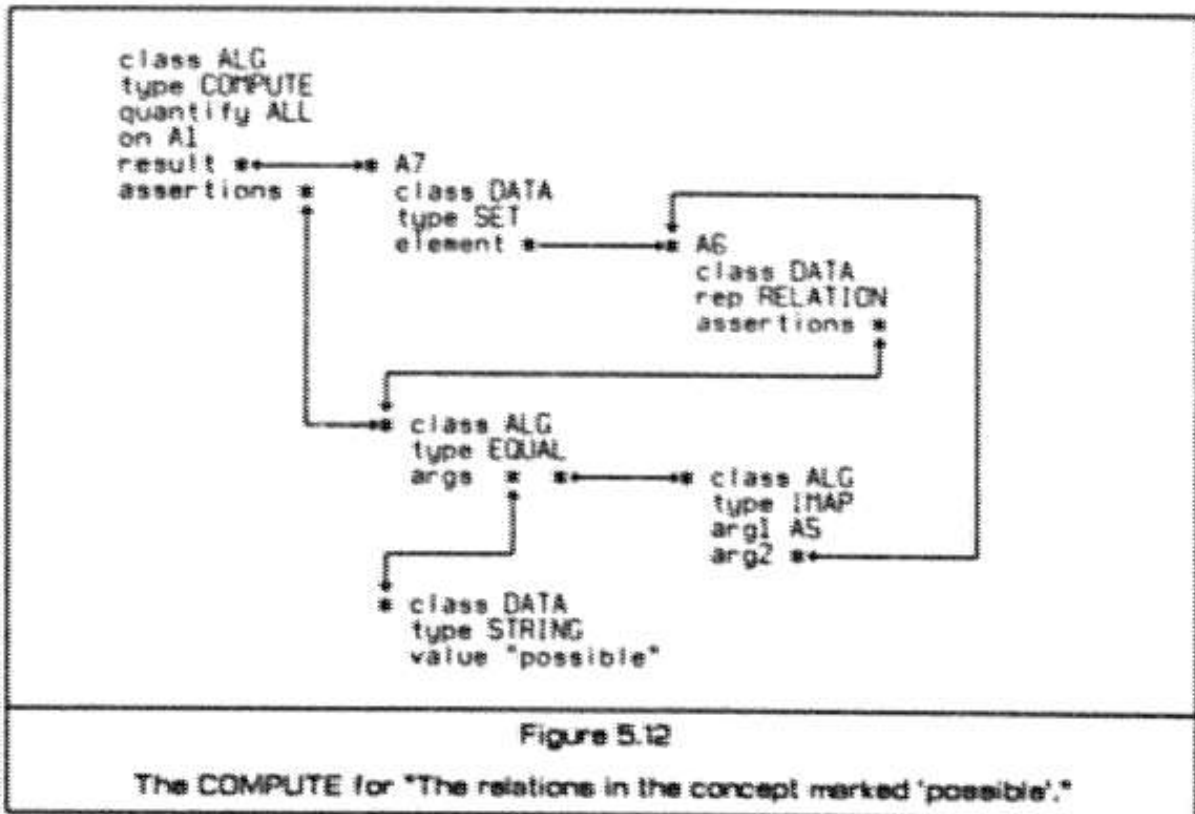 class ALG
type COMPUTE
quantify ALL
on A1
result * * A7
assertions *
class DATA
type SET
element * * A6
class DATA
rep RELATION
assertions *
* class ALG
type EQUAL
args * * * class ALG
type IMAP
arg1 A5
arg2 *
* class DATA
type STRING
value "possible"
Figure 5.12
The COMPUTE for "The relations in the concept marked 'possible'."